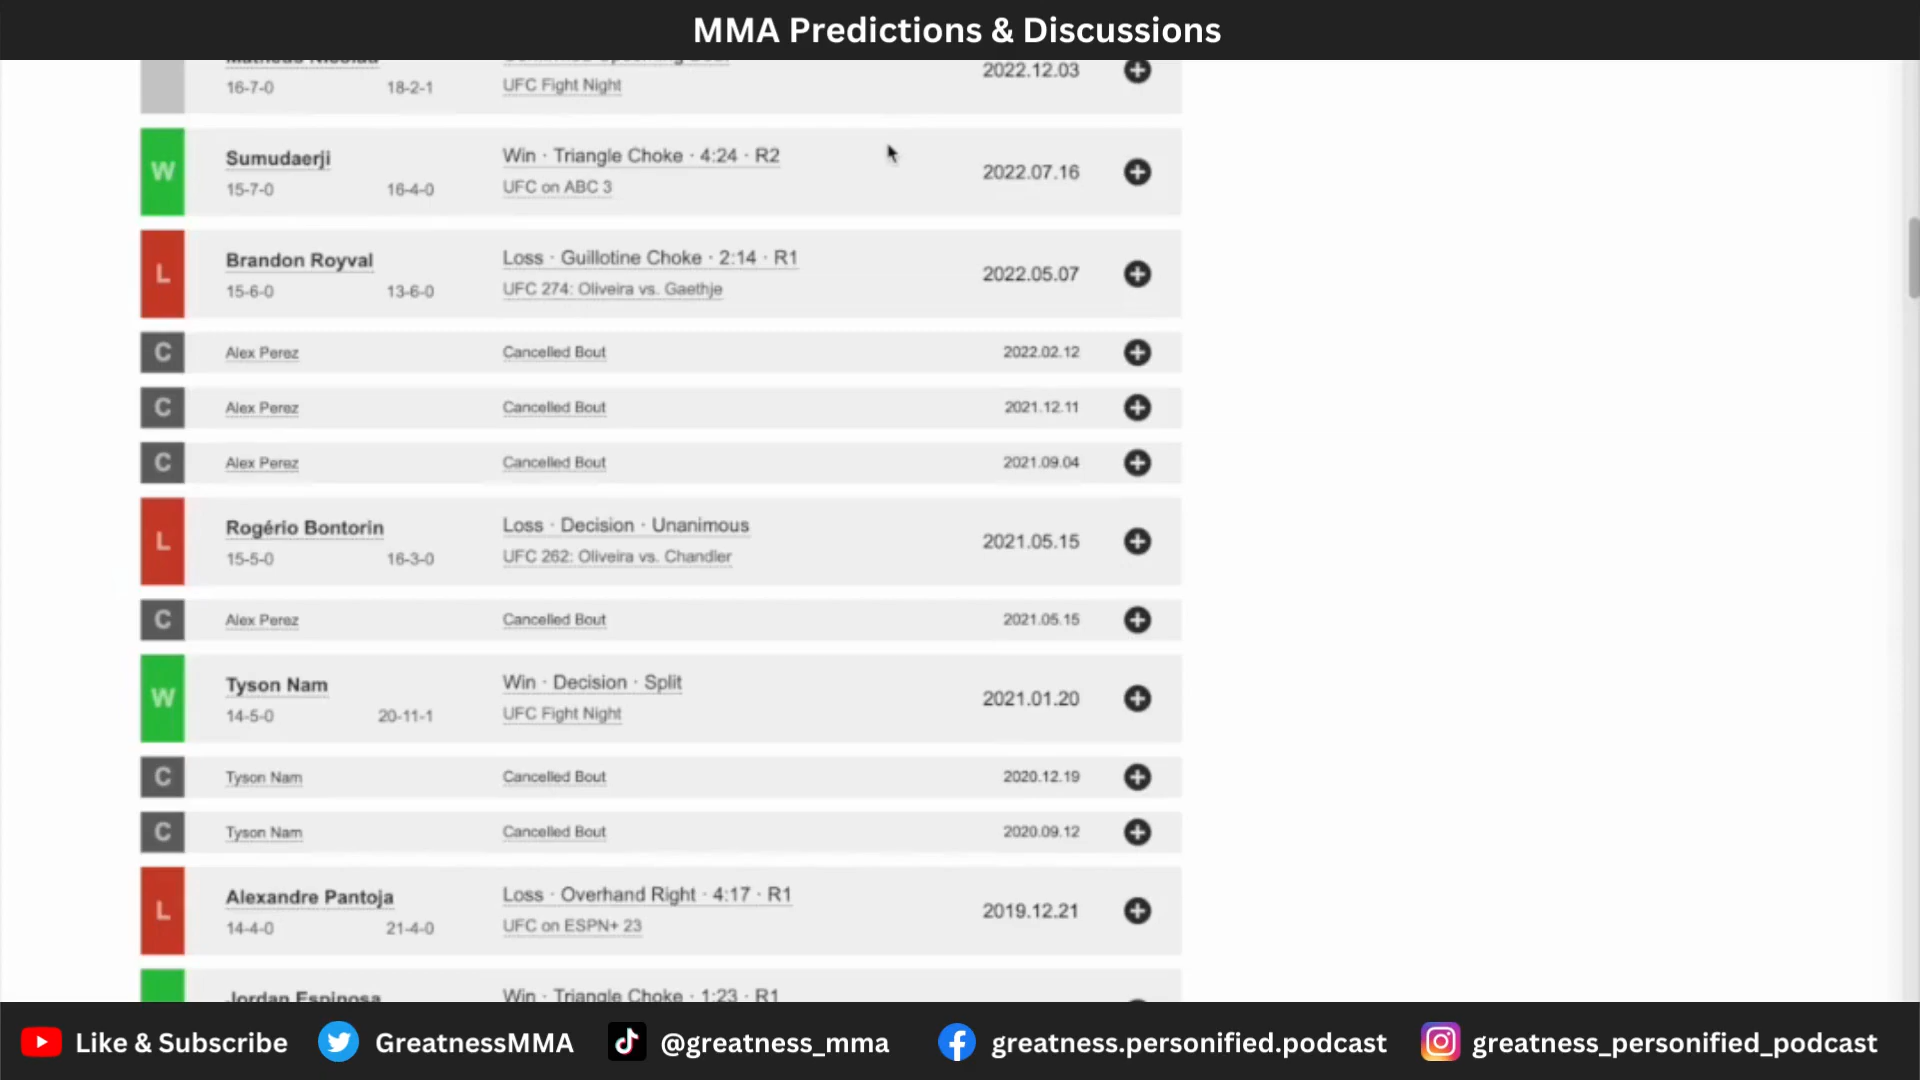 MMA Predictions & Discussions
2022.12.03
16-7-0 18-2-1 UFC Fight Night
W Sumudaerji Win · Triangle Choke · 4:24 · R2 2022.07.16
15-7-0 16-4-0 UFC on ABC 3
L Brandon Royval Loss · Guillotine Choke · 2:14 · R1 2022.05.07
15-6-0 13-6-0 UFC 274: Oliveira vs. Gaethje
C Alex Perez Cancelled Bout 2022.02.12
C Alex Perez Cancelled Bout 2021.12.11
C Alex Perez Cancelled Bout 2021.09.04
L Rogério Bontorin Loss · Decision · Unanimous 2021.05.15
15-5-0 16-3-0 UFC 262: Oliveira vs. Chandler
C Alex Perez Cancelled Bout 2021.05.15
W Tyson Nam Win · Decision · Split 2021.01.20
14-5-0 20-11-1 UFC Fight Night
C Tyson Nam Cancelled Bout 2020.12.19
C Tyson Nam Cancelled Bout 2020.09.12
L Alexandre Pantoja Loss · Overhand Right · 4:17 · R1 2019.12.21
14-4-0 21-4-0 UFC on ESPN+ 23
Jordan Espinosa Win · Triangle Choke · 1:23 · R1
Like & Subscribe GreatnessMMA @greatness_mma greatness.personified.podcast greatness_personified_podcast